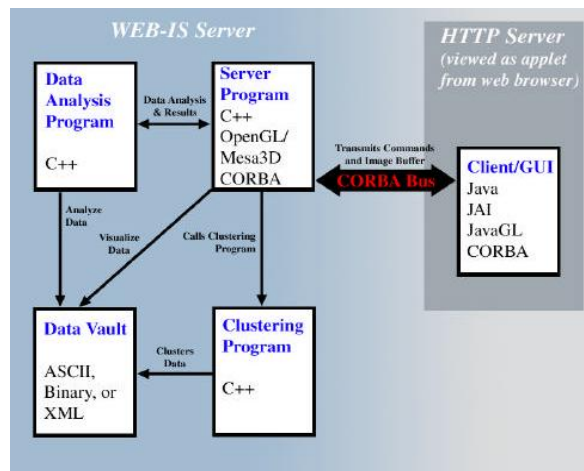 WEB-IS Server
HTTP Server
(viewed as applet
from web browser)
Data
Analysis
Program
C++
Data Analysis
& Results
Server
Program
C++
OpenGL/
Mesa3D
CORBA
Transmits Commands
and Image Buffer
CORBA Bus
Client/GUI
Java
JAI
JavaGL
CORBA
Analyze
Data
Visualize
Data
Calls Clustering
Program
Data Vault
ASCII,
Binary, or
XML
Clusters
Data
Clustering
Program
C++